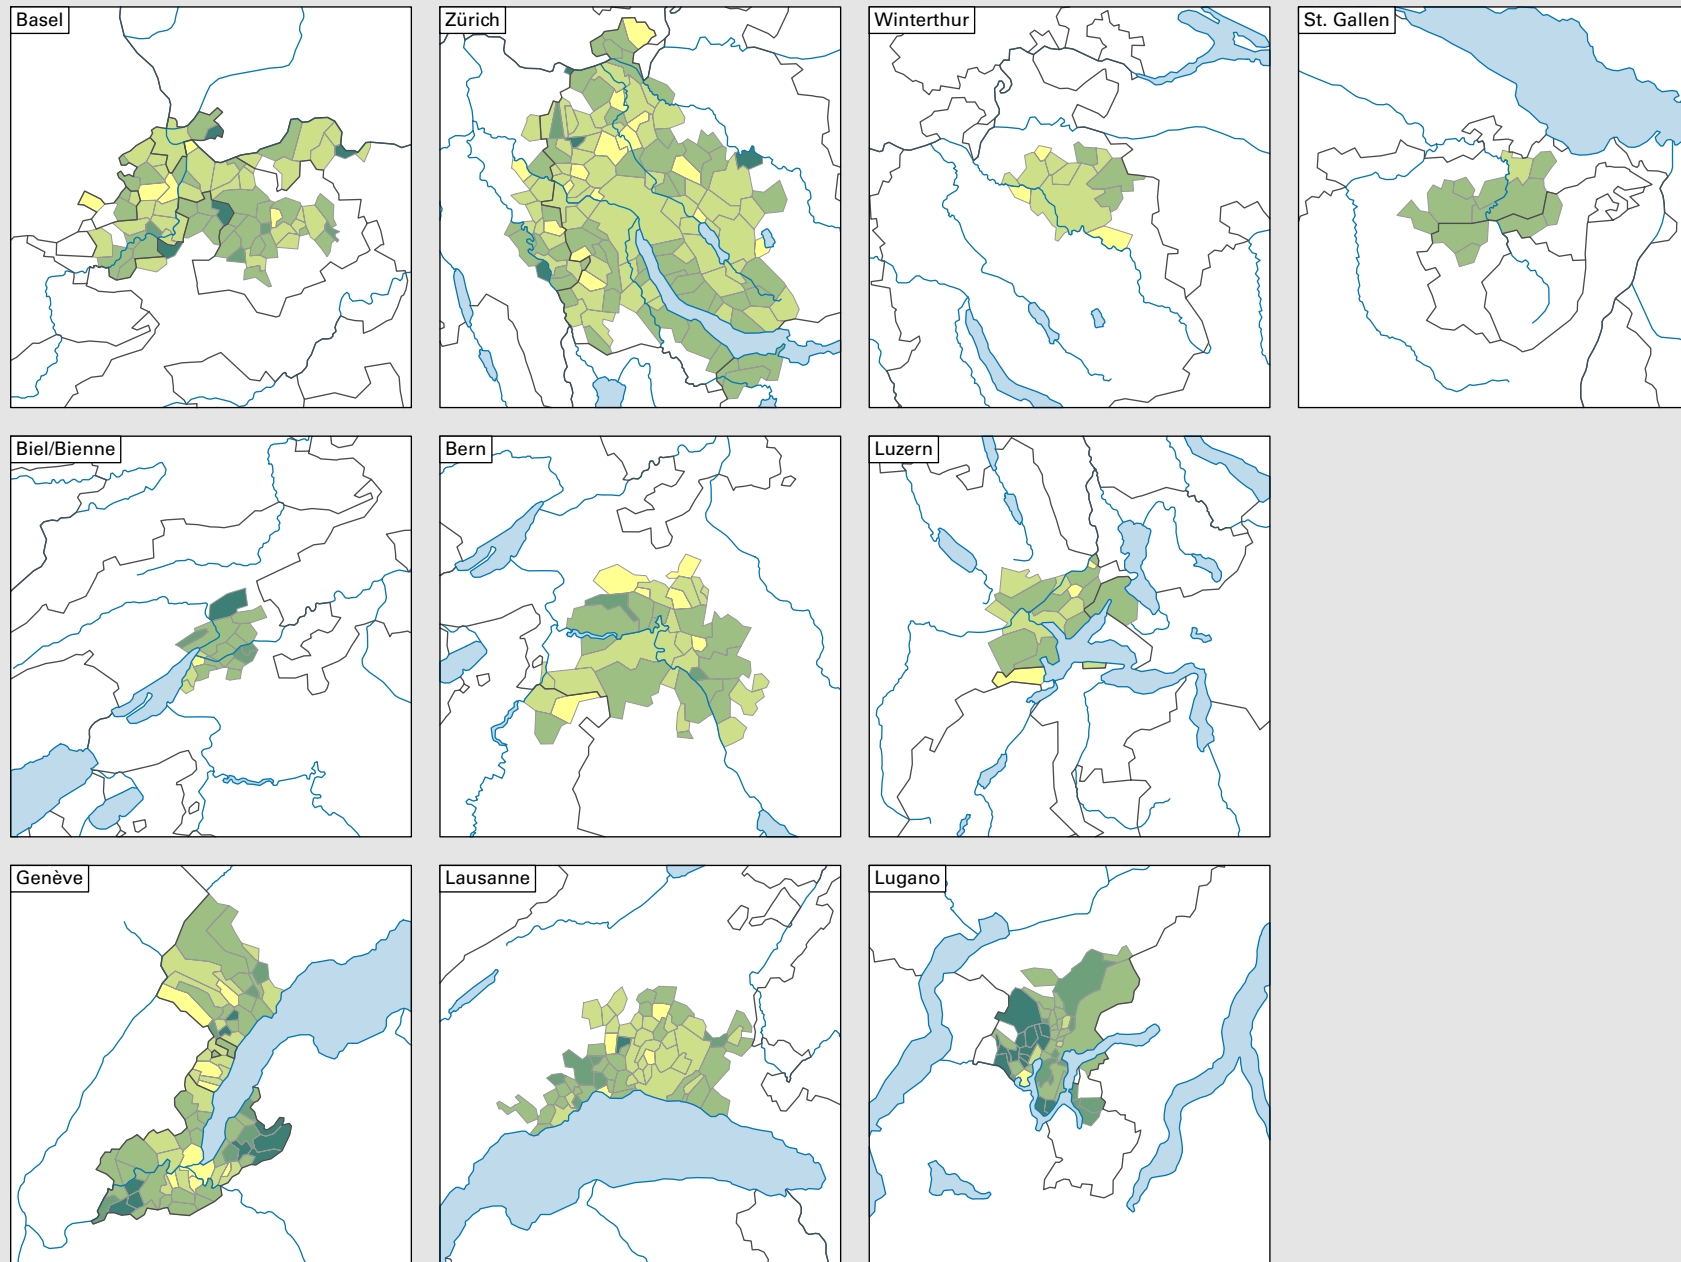 Basel
Zürich
Winterthur
St. Gallen
Biel/Bienne
Bern
Luzern
Genève
Lausanne
Lugano